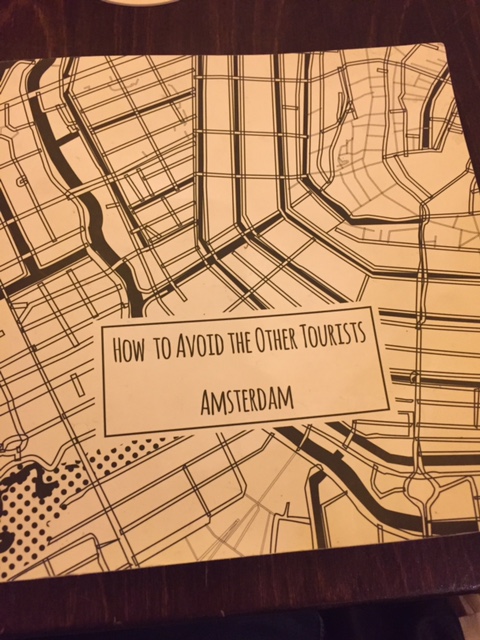 How to Avoid the Other Tourists
Amsterdam